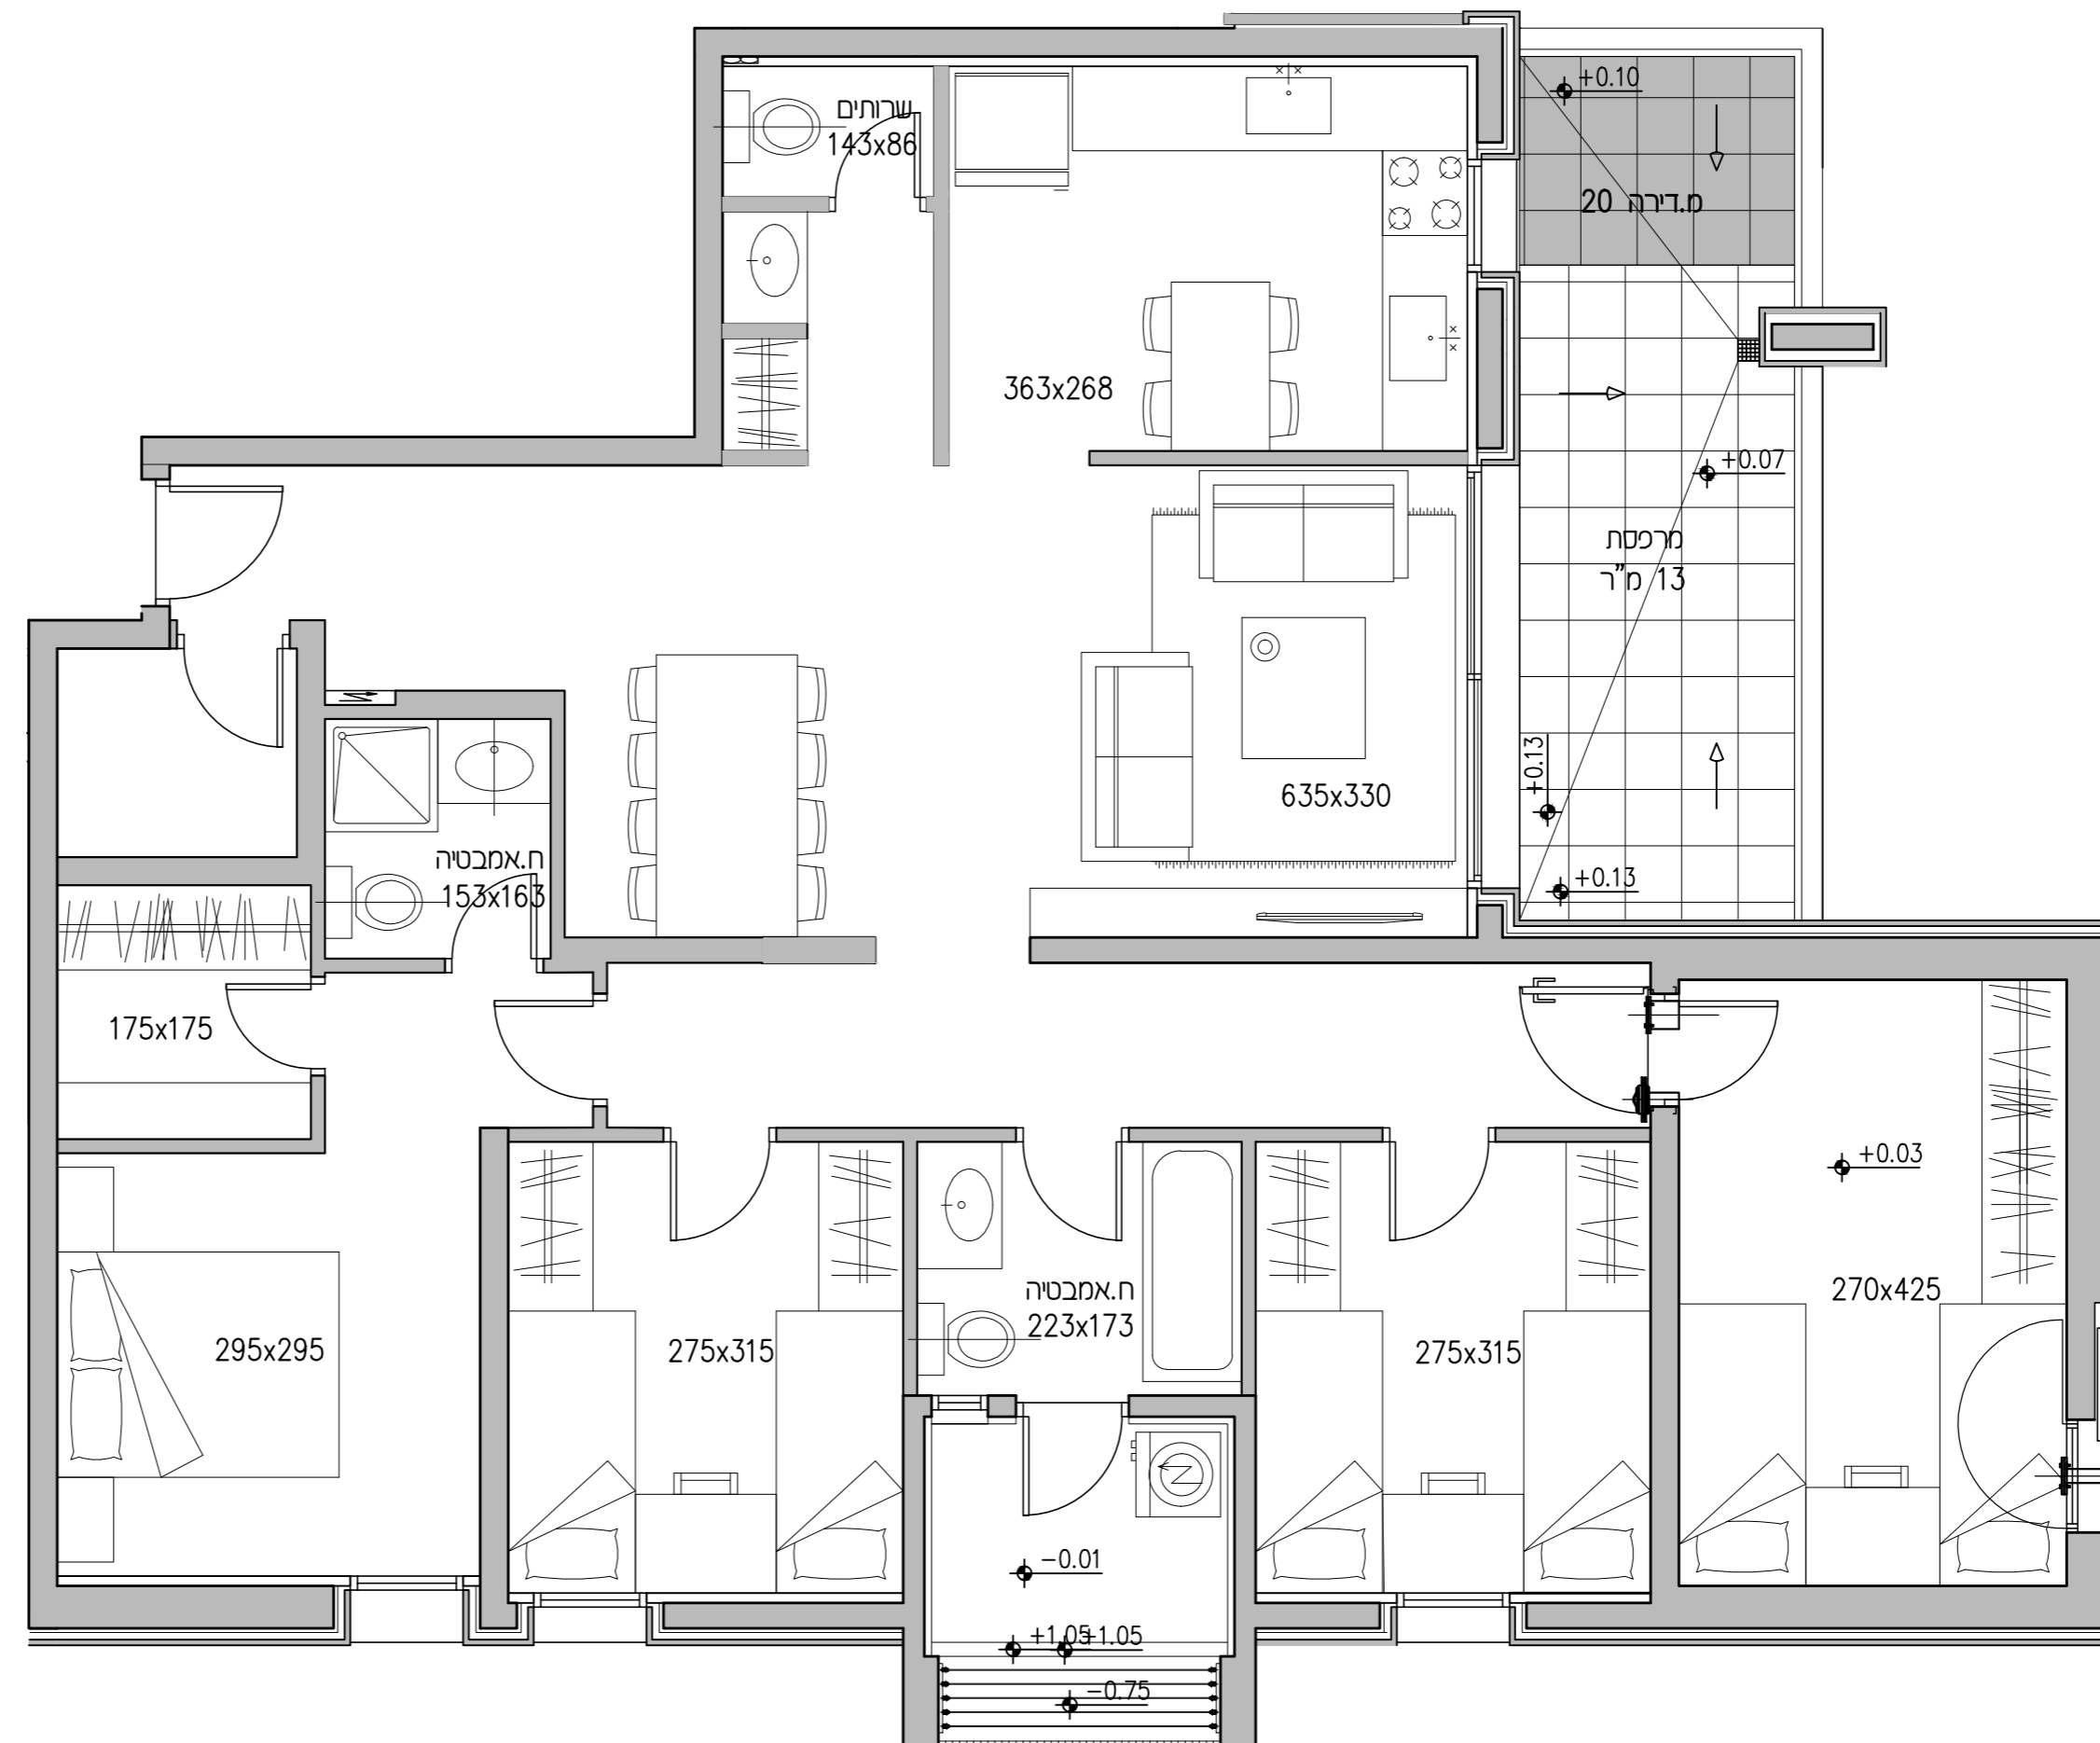 +0.10
שרותים
143x86
מ.דירה 20
363x268
+0.07
מרפסת
13 מ"ר
+0.13
635x330
+0.13
ח.אמבטיה
153x163
175x175
+0.03
270x425
ח.אמבטיה
223x173
295x295
275x315
275x315
-0.01
+1.05
+1.05
-0.75